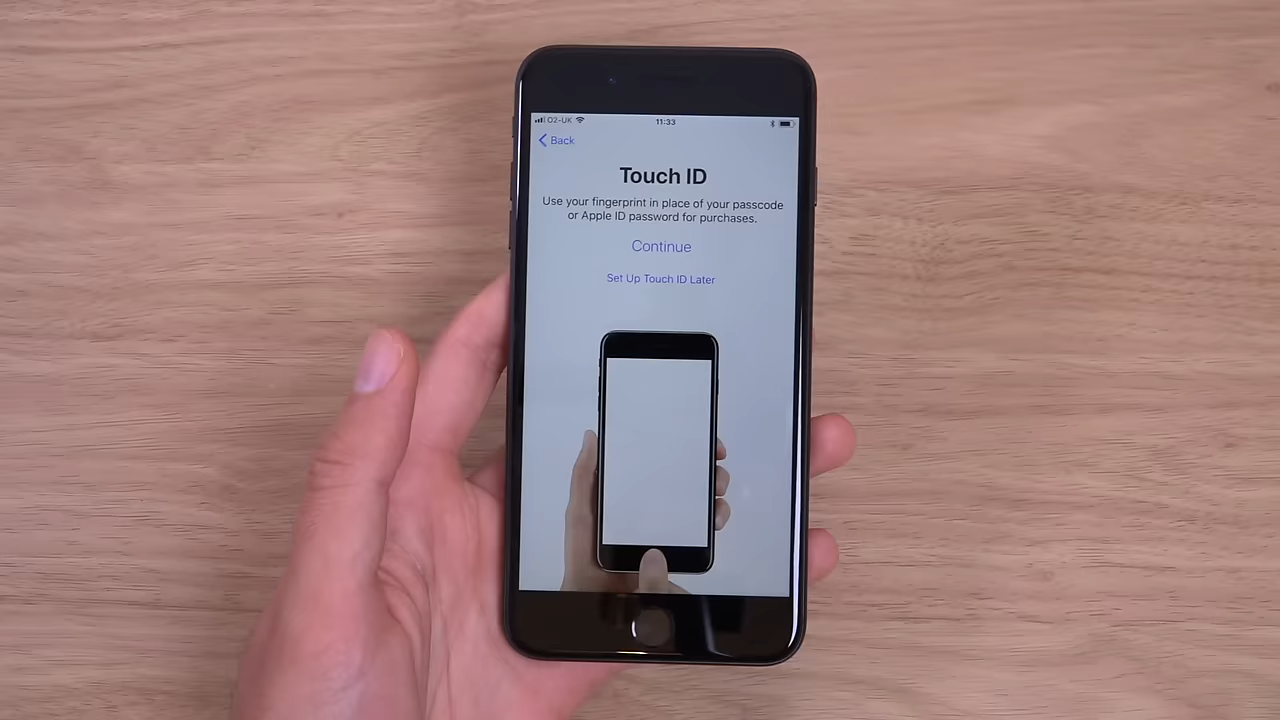 O2-UK
11:33
Back
Touch ID
Use your fingerprint in place of your passcode
or Apple ID password for purchases.
Continue
Set Up Touch ID Later